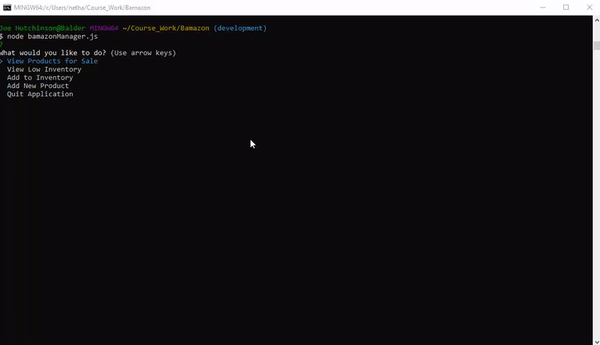 MINGW64:/c/Users/netha/Course_Work/Bamazon
Joe Hutchinson@Balder MINGW64 ~/Course_Work/Bamazon (development)
$ node bamazonManager.js
?
What would you like to do? (Use arrow keys)
> View Products for Sale
View Low Inventory
Add to Inventory
Add New Product
Quit Application